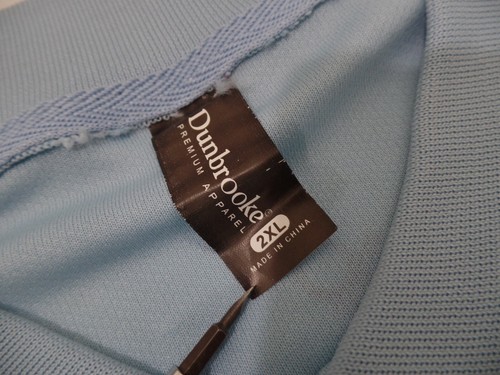 Dunbrooke®
PREMIUM APPAREL
2XL
MADE IN CHINA